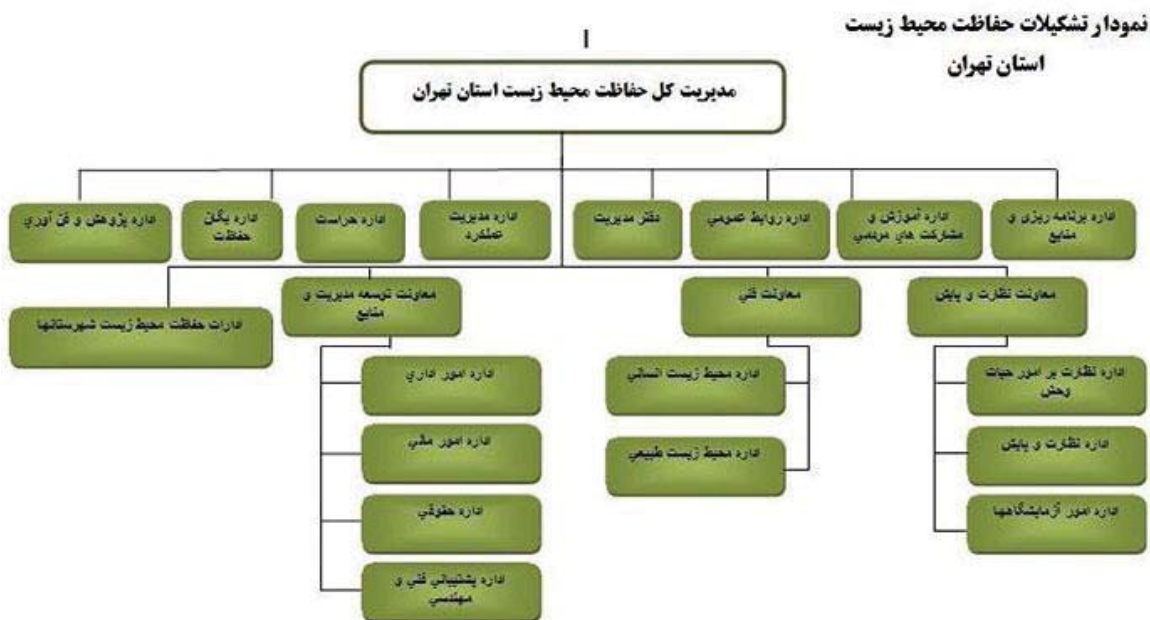 نمودار تشکیلات حفاظت محیط زیست
استان تهران
مدیریت کل حفاظت محیط زیست استان تهران
اداره برنامه ریزی و
منابع
اداره آموزش و
مشارکت های مردمی
اداره روابط عمومی
دفتر مدیریت
اداره مدیریت
عملکرد
اداره حراست
اداره یگان
حفاظت
اداره پژوهش و فن آوری
معاونت نظارت و پایش
معاونت فنی
معاونت توسعه مدیریت و
منابع
ادارات حفاظت محیط زیست شهرستانها
اداره نظارت بر امور حیات
وحش
اداره نظارت و پایش
اداره امور آزمایشگاهها
اداره محیط زیست انسانی
اداره محیط زیست طبیعی
اداره امور اداری
اداره امور مالی
اداره حقوقی
اداره پشتیبانی فنی و
مهندسی